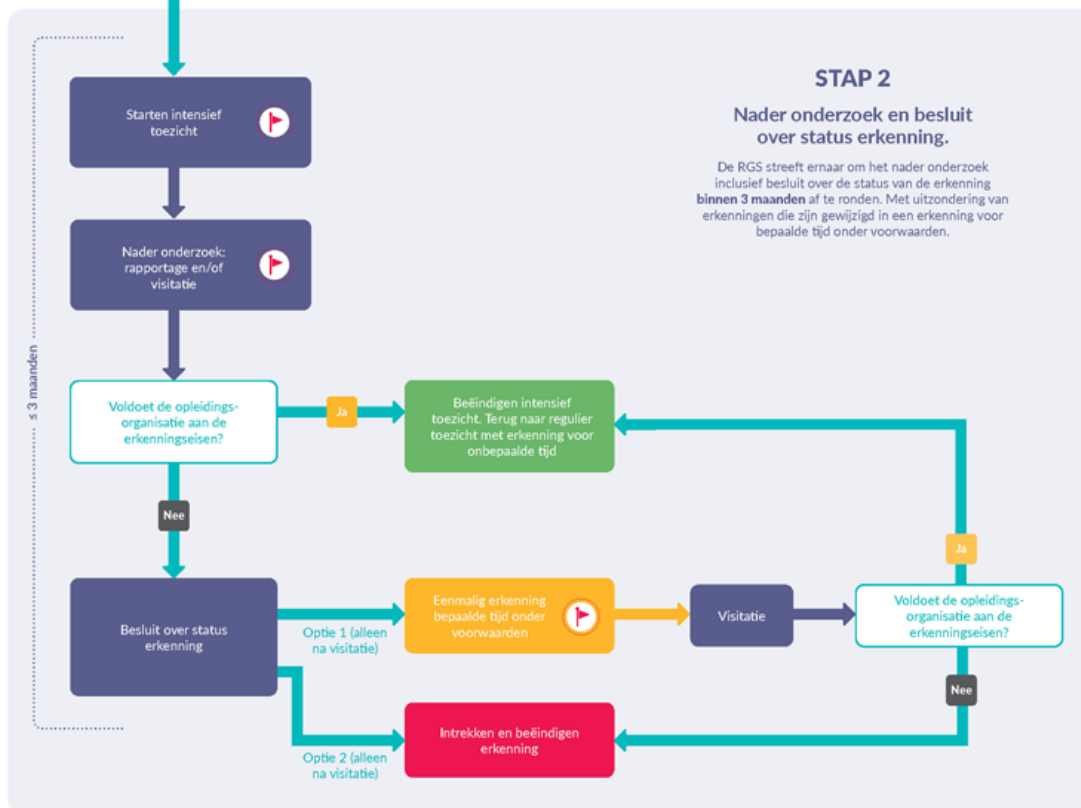 STAP 2
Nader onderzoek en besluit
over status erkenning.
De RGS streeft ernaar om het nader onderzoek
inclusief besluit over de status van de erkenning
binnen 3 maanden af te ronden. Met uitzondering van
erkenningen die zijn gewijzigd in een erkenning voor
bepaalde tijd onder voorwaarden.
≤ 3 maanden
Starten intensief
toezicht
Nader onderzoek:
rapportage en/of
visitatie
Voldoet de opleidings-
organisatie aan de
erkenningseisen?
Ja
Beëindigen intensief
toezicht. Terug naar regulier
toezicht met erkenning voor
onbepaalde tijd
Nee
Besluit over status
erkenning
Optie 1 (alleen
na visitatie)
Eenmalig erkenning
bepaalde tijd onder
voorwaarden
Visitatie
Ja
Voldoet de opleidings-
organisatie aan de
erkenningseisen?
Nee
Optie 2 (alleen
na visitatie)
Intrekken en beëindigen
erkenning